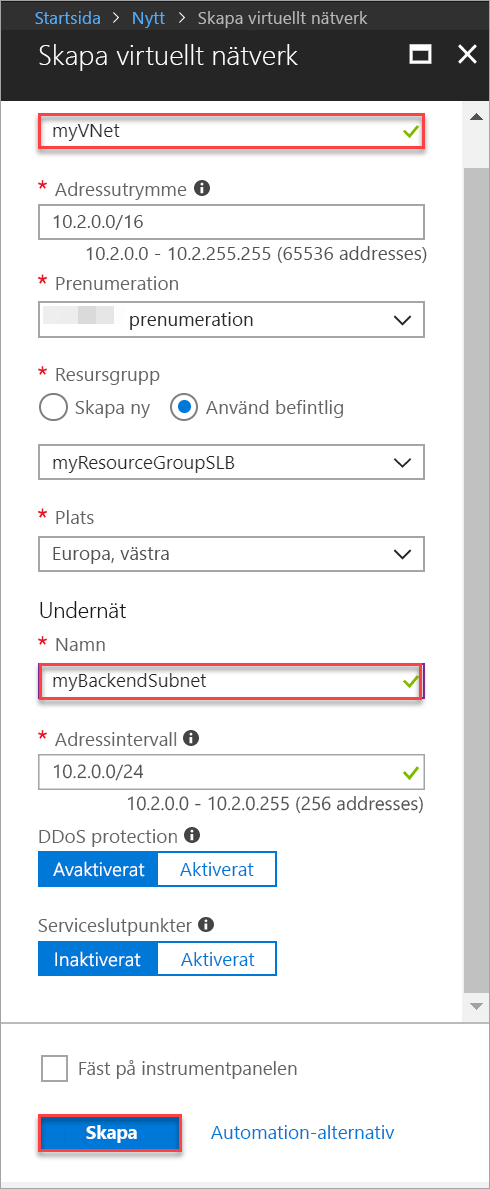 Startsida > Nytt > Skapa virtuellt nätverk
Skapa virtuellt nätverk
myVNet
* Adressutrymme
10.2.0.0/16
10.2.0.0 - 10.2.255.255 (65536 addresses)
* Prenumeration
prenumeration
* Resursgrupp
Skapa ny Använd befintlig
myResourceGroupSLB
* Plats
Europa, västra
Undernät
* Namn
myBackendSubnet
* Adressintervall
10.2.0.0/24
10.2.0.0 - 10.2.0.255 (256 addresses)
DDoS protection
Avaktiverat Aktiverat
Serviceslutpunkter
Inaktiverat Aktiverat
Fäst på instrumentpanelen
Skapa Automation-alternativ